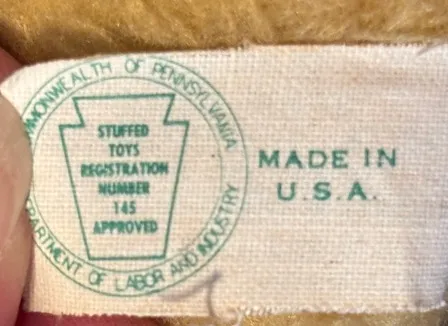 COMMONWEALTH OF PENNSYLVANIA
STUFFED
TOYS
REGISTRATION
NUMBER
145
APPROVED
DEPARTMENT OF LABOR AND INDUSTRY
MADE IN
U.S.A.